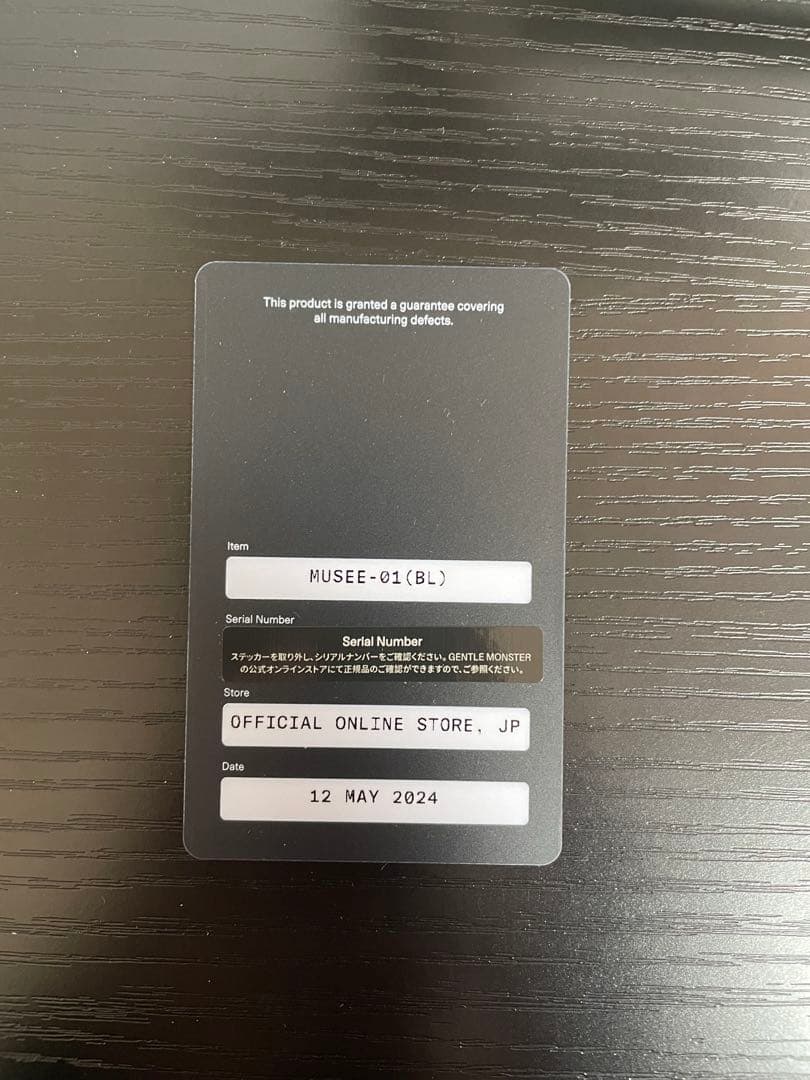 This product is granted a guarantee covering
all manufacturing defects.
Item
MUSEE-01(BL)
Serial Number
Serial Number
ステッカーを取り外し、シリアルナンバーをご確認ください。GENTLE MONSTER
の公式オンラインストアにて正規品のご確認ができますので、ご参照ください。
Store
OFFICIAL ONLINE STORE, JP
Date
12 MAY 2024